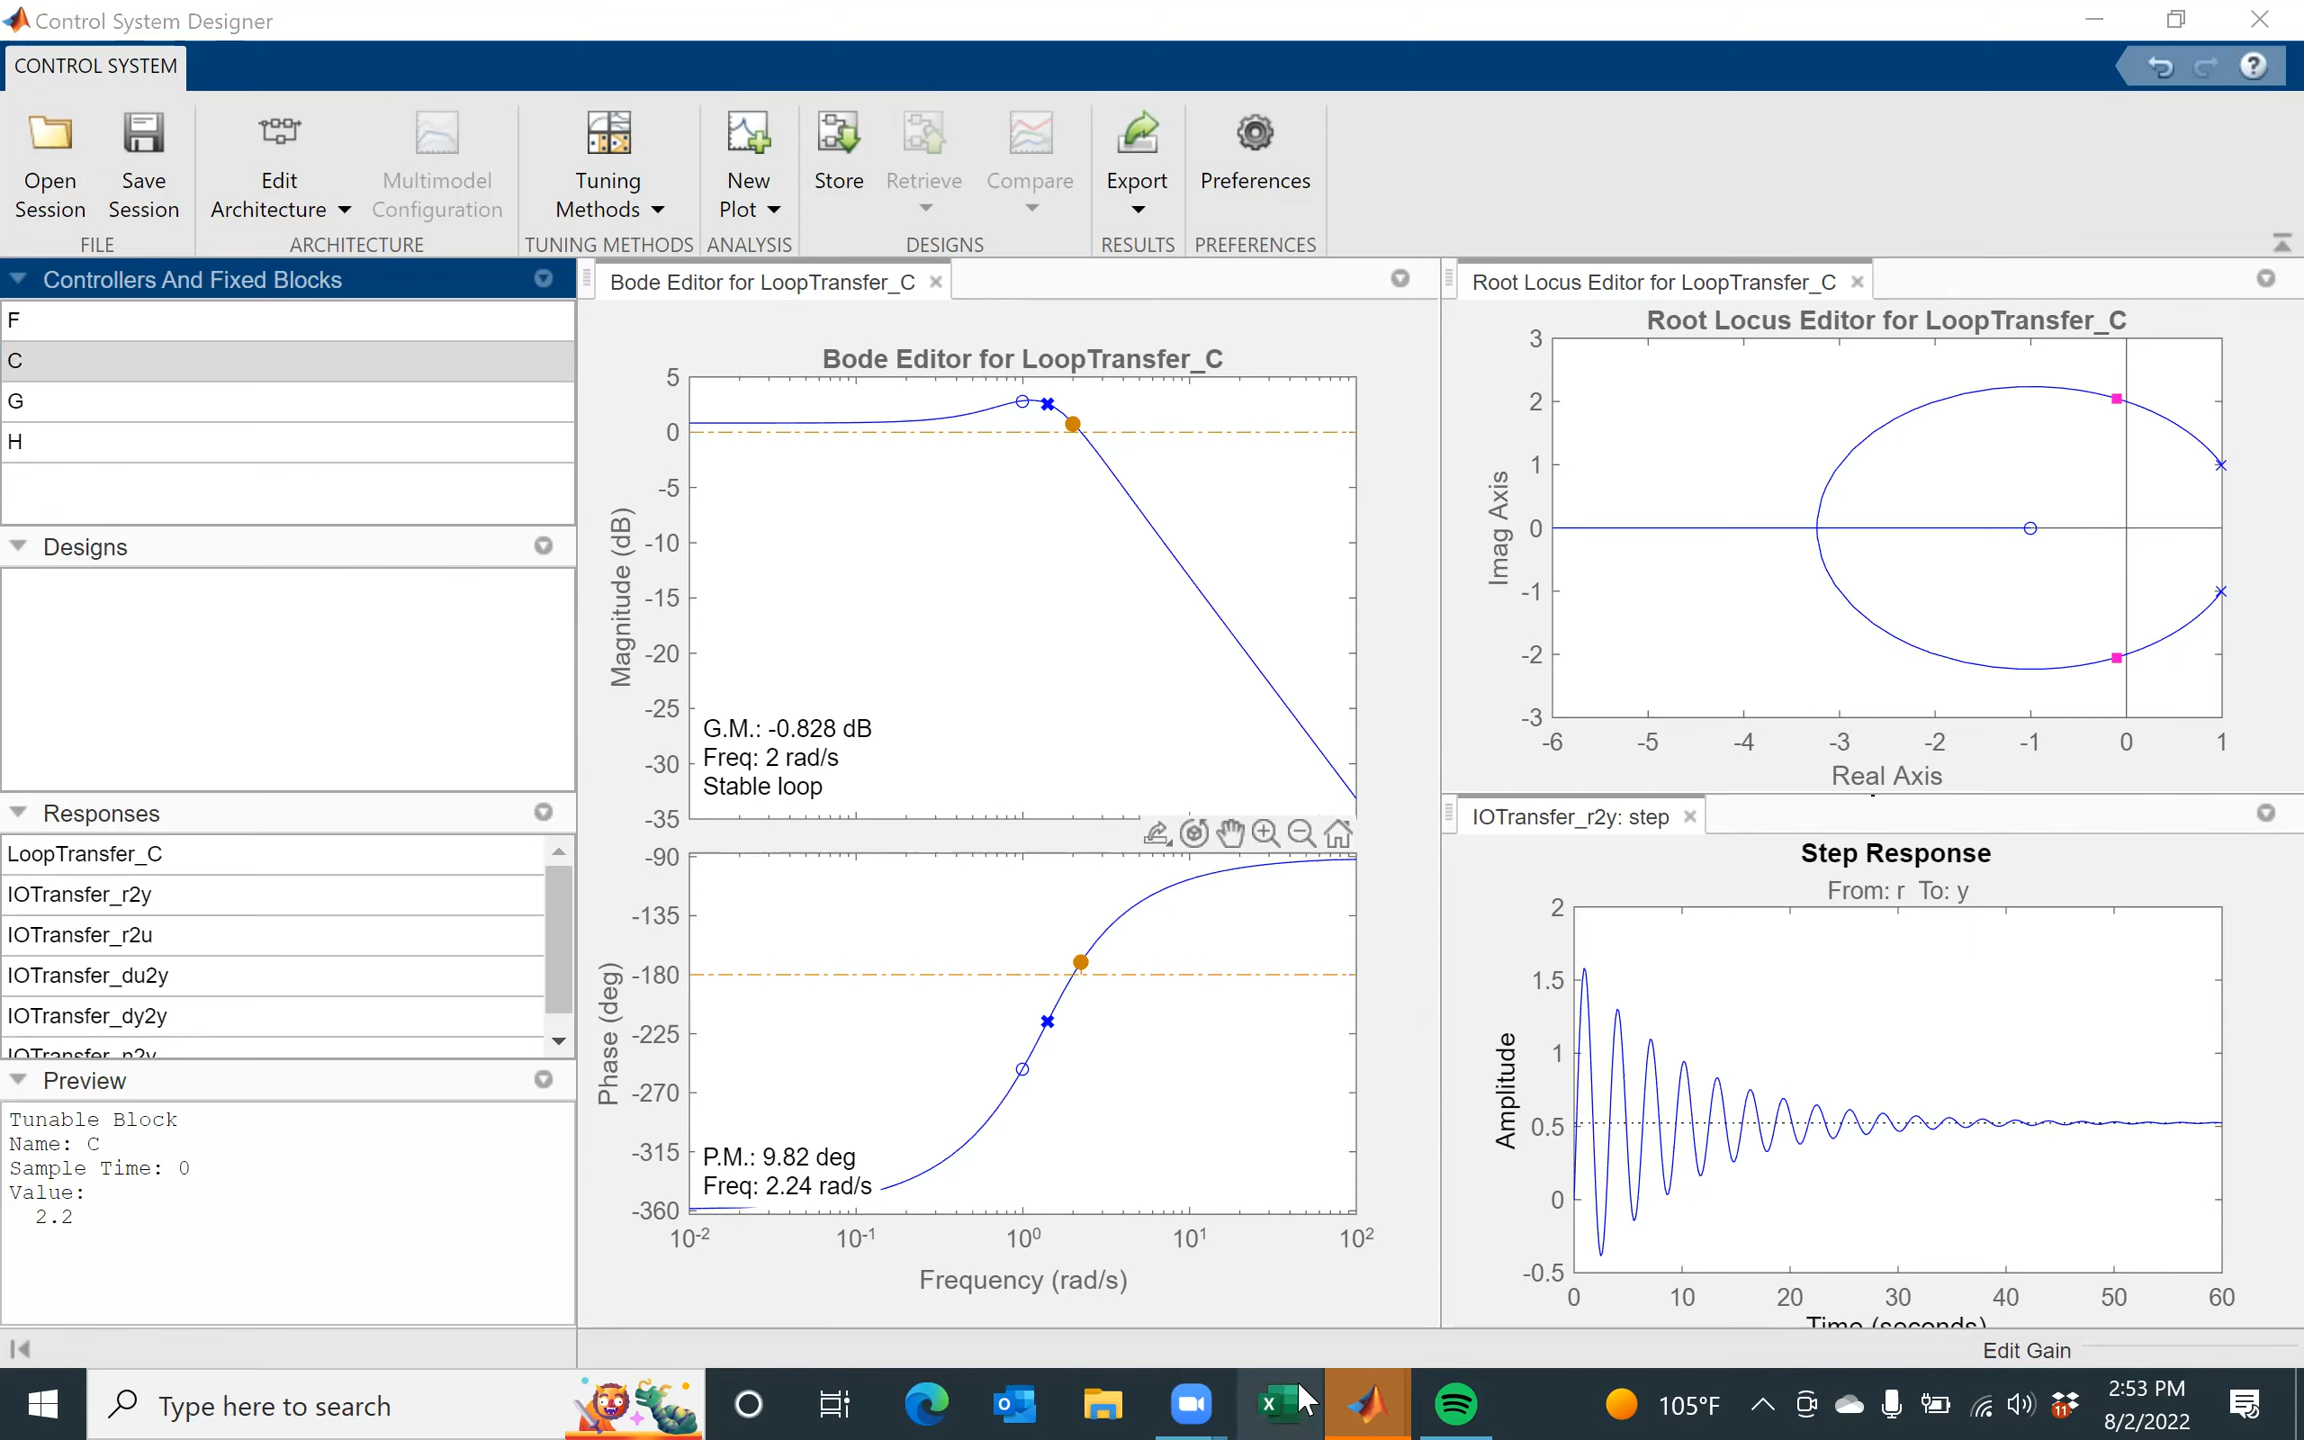 Control System Designer
CONTROL SYSTEM
Open Session
Save Session
Edit Architecture
Multimodel Configuration
Tuning Methods
New Plot
Store
Retrieve
Compare
Export
Preferences
FILE
ARCHITECTURE
TUNING METHODS
ANALYSIS
DESIGNS
RESULTS
PREFERENCES
Controllers And Fixed Blocks
F
C
G
H
Designs
Responses
LoopTransfer_C
IOTransfer_r2y
IOTransfer_r2u
IOTransfer_du2y
IOTransfer_dy2y
IOTransfer_n2y
Preview
Tunable Block
Name: C
Sample Time: 0
Value:
2.2
Bode Editor for LoopTransfer_C
Bode Editor for LoopTransfer_C
5
0
-5
-10
-15
-20
-25
-30
-35
Magnitude (dB)
G.M.: -0.828 dB
Freq: 2 rad/s
Stable loop
-90
-135
-180
-225
-270
-315
-360
Phase (deg)
P.M.: 9.82 deg
Freq: 2.24 rad/s
10-2
10-1
100
101
102
Frequency (rad/s)
Root Locus Editor for LoopTransfer_C
Root Locus Editor for LoopTransfer_C
3
2
1
0
-1
-2
-3
Imag Axis
-6
-5
-4
-3
-2
-1
0
1
Real Axis
IOTransfer_r2y: step
Step Response
From: r To: y
2
1.5
1
0.5
0
-0.5
Amplitude
0
10
20
30
40
50
60
Time (seconds)
Edit Gain
Type here to search
105°F
11
2:53 PM
8/2/2022